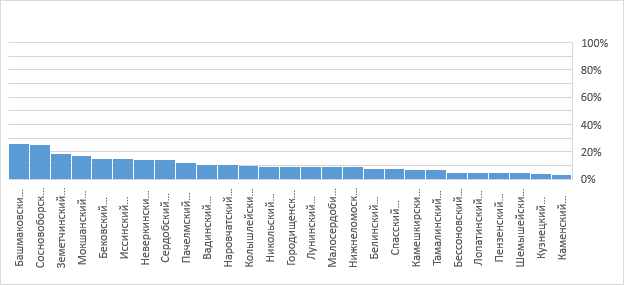 100%
80%
60%
40%
20%
0%
Башмаковски...
Сосновоборск...
Земетчинский...
Мокшанский...
Бековский...
Иссинский...
Неверкински...
Сердобский...
Пачелмский...
Вадинский...
Наровчатский...
Колышлейски...
Никольский...
Городищенск...
Лунинский...
Малосердоби...
Нижнеломоск...
Белинский...
Спасский...
Камешкирски...
Тамалинский...
Бессоновский...
Лопатинский...
Пензенский...
Шемышейски...
Кузнецкий...
Каменский...